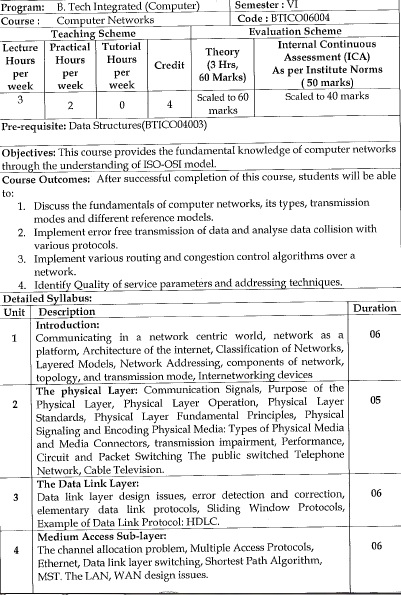 Program: B. Tech Integrated (Computer) Semester : VI
Course : Computer Networks Code : BTICO06004
Teaching Scheme Evaluation Scheme
Lecture Hours per week Practical Hours per week Tutorial Hours per week Credit Theory (3 Hrs, 60 Marks) Internal Continuous Assessment (ICA) As per Institute Norms ( 50 marks)
3 2 0 4 Scaled to 60 marks Scaled to 40 marks
Pre-requisite: Data Structures(BTICO04003)
Objectives: This course provides the fundamental knowledge of computer networks
through the understanding of ISO-OSI model.
Course Outcomes: After successful completion of this course, students will be able
to:
1. Discuss the fundamentals of computer networks, its types, transmission
modes and different reference models.
2. Implement error free transmission of data and analyse data collision with
various protocols.
3. Implement various routing and congestion control algorithms over a
network.
4. Identify Quality of service parameters and addressing techniques.
Detailed Syllabus:
Unit Description Duration
1 Introduction: 06
Communicating in a network centric world, network as a
platform, Architecture of the internet, Classification of Networks,
Layered Models, Network Addressing, components of network,
topology, and transmission mode, Internetworking devices
2 The physical Layer: Communication Signals, Purpose of the 05
Physical Layer, Physical Layer Operation, Physical Layer
Standards, Physical Layer Fundamental Principles, Physical
Signaling and Encoding Physical Media: Types of Physical Media
and Media Connectors, transmission impairment, Performance,
Circuit and Packet Switching The public switched Telephone
Network, Cable Television.
3 The Data Link Layer: 06
Data link layer design issues, error detection and correction,
elementary data link protocols, Sliding Window Protocols,
Example of Data Link Protocol: HDLC.
4 Medium Access Sub-layer: 06
The channel allocation problem, Multiple Access Protocols,
Ethernet, Data link layer switching, Shortest Path Algorithm,
MST. The LAN, WAN design issues.